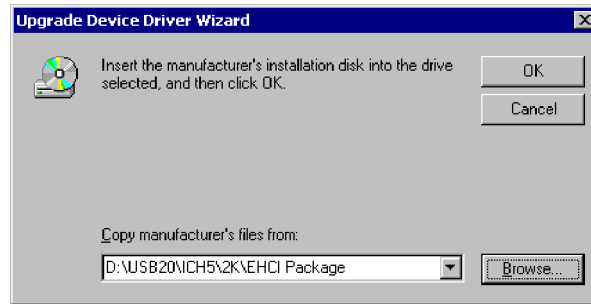 Upgrade Device Driver Wizard
Insert the manufacturer's installation disk into the drive
selected, and then click OK.
OK
Cancel
Copy manufacturer's files from:
D:\USB20\ICH5\2K\EHCI Package
Browse...